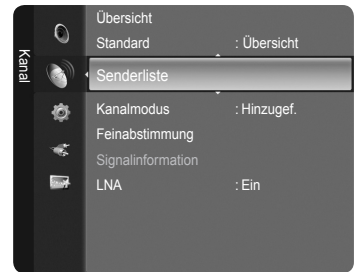 Kanal
Übersicht
Standard : Übersicht
Senderliste
Kanalmodus : Hinzugef.
Feinabstimmung
Signalinformation
LNA : Ein